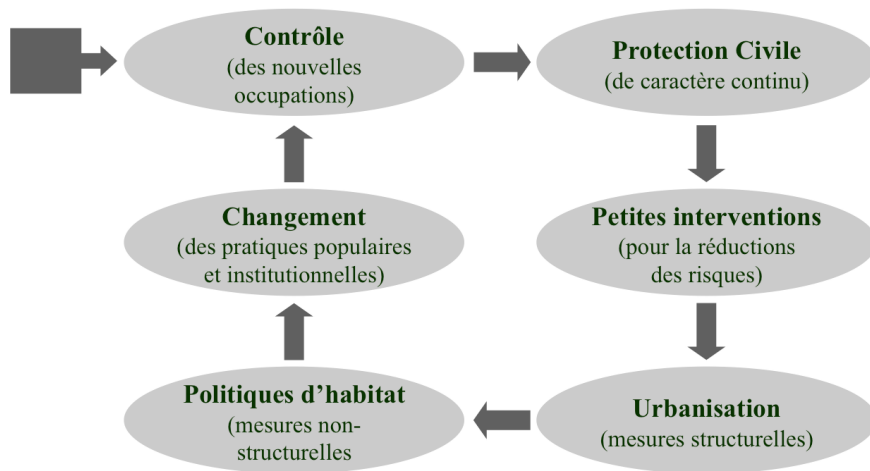 Contrôle
(des nouvelles
occupations)
Protection Civile
(de caractère continu)
Petites interventions
(pour la réductions
des risques)
Urbanisation
(mesures structurelles)
Politiques d’habitat
(mesures non-
structurelles
Changement
(des pratiques populaires
et institutionnelles)